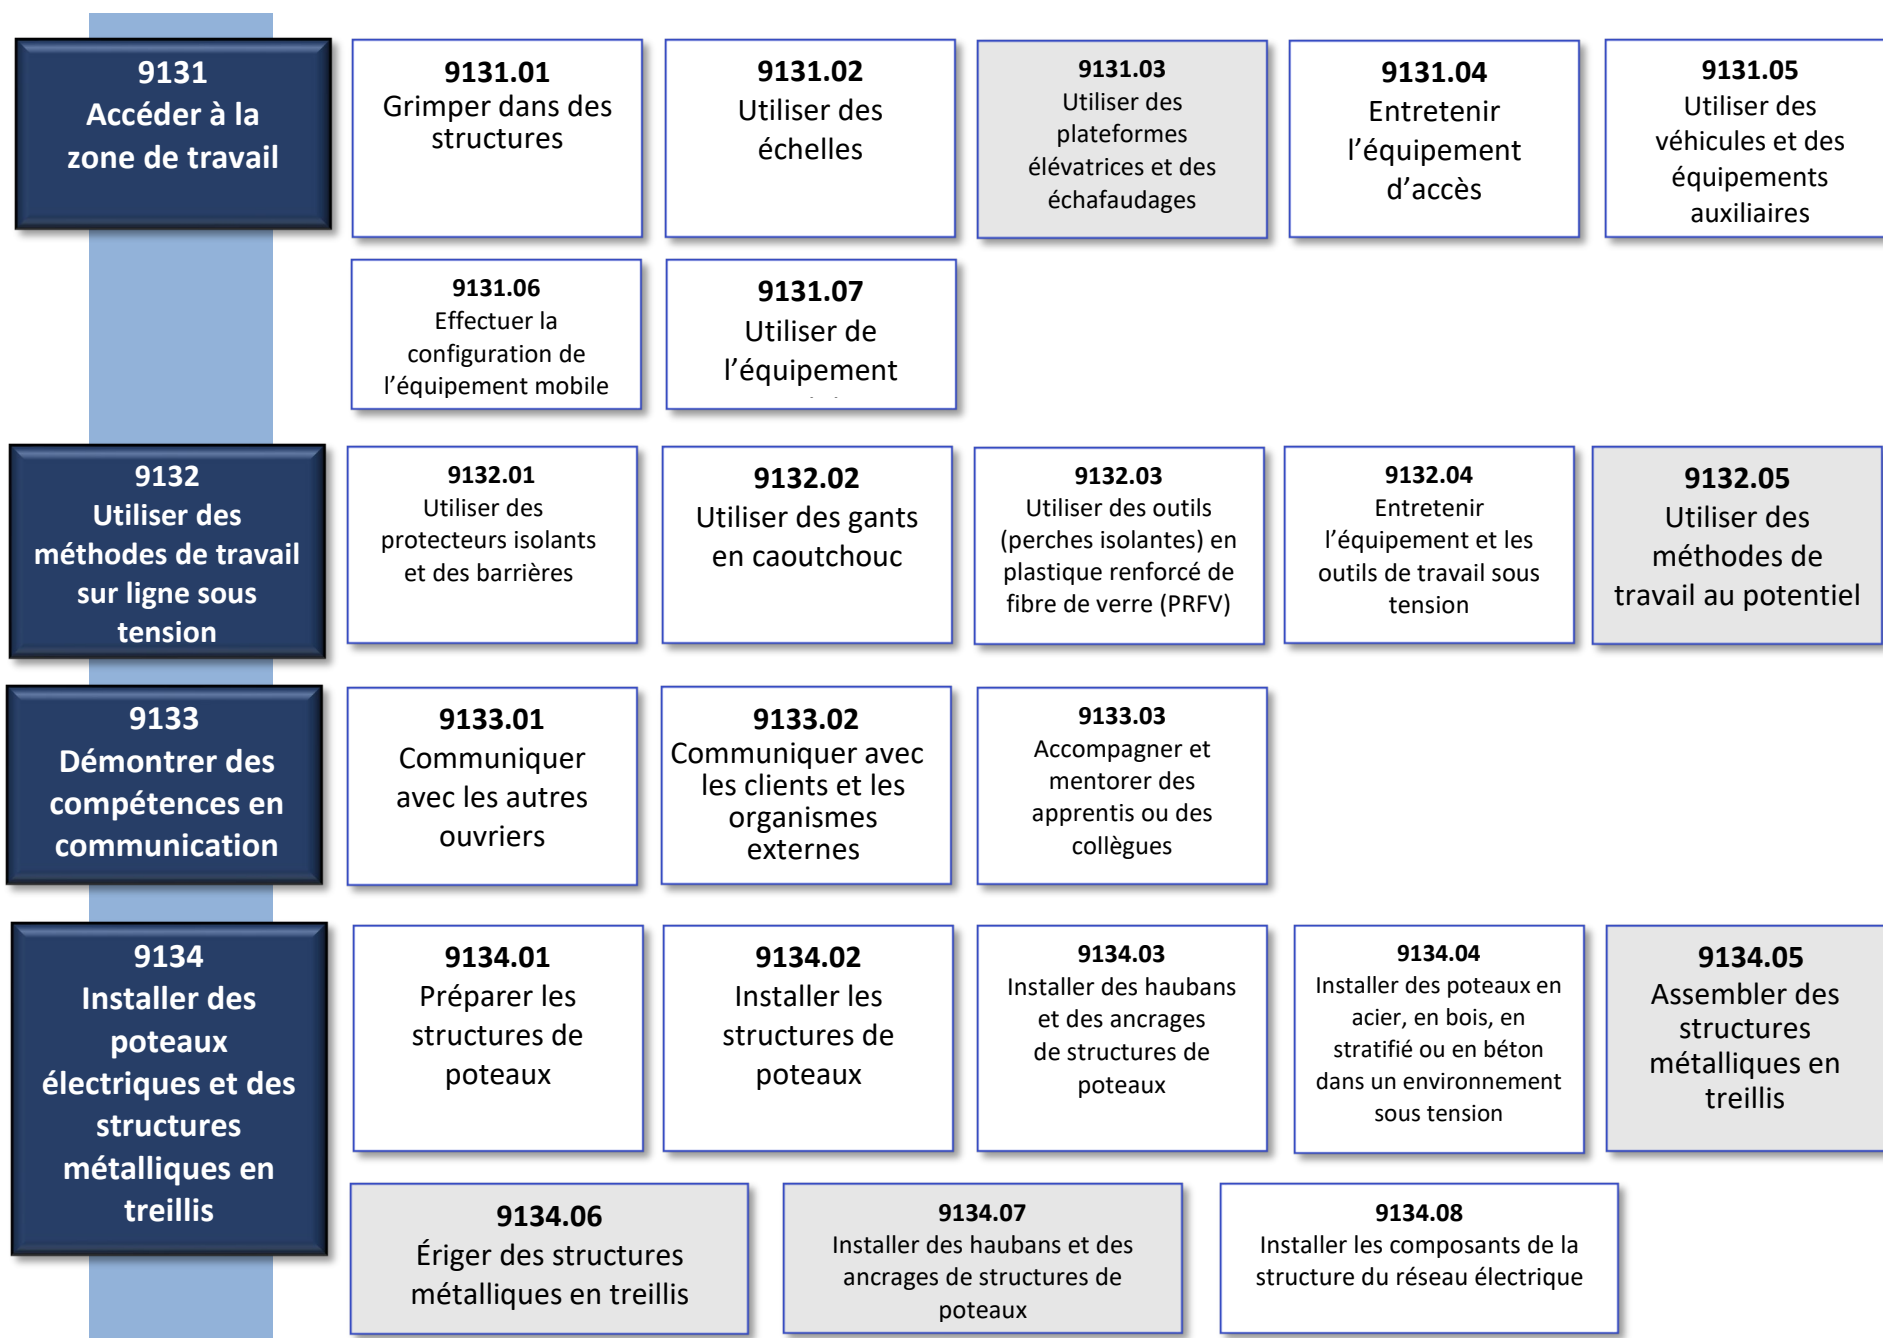 9131
Accéder à la
zone de travail
9131.01
Grimper dans des
structures
9131.02
Utiliser des
échelles
9131.03
Utiliser des
plateformes
élévatrices et des
échafaudages
9131.04
Entretenir
l’équipement
d’accès
9131.05
Utiliser des
véhicules et des
équipements
auxiliaires
9131.06
Effectuer la
configuration de
l’équipement mobile
9131.07
Utiliser de
l’équipement
9132
Utiliser des
méthodes de travail
sur ligne sous
tension
9132.01
Utiliser des
protecteurs isolants
et des barrières
9132.02
Utiliser des gants
en caoutchouc
9132.03
Utiliser des outils
(perches isolantes) en
plastique renforcé de
fibre de verre (PRFV)
9132.04
Entretenir
l’équipement et les
outils de travail sous
tension
9132.05
Utiliser des
méthodes de
travail au potentiel
9133
Démontrer des
compétences en
communication
9133.01
Communiquer
avec les autres
ouvriers
9133.02
Communiquer avec
les clients et les
organismes
externes
9133.03
Accompagner et
mentorer des
apprentis ou des
collègues
9134
Installer des
poteaux
électriques et des
structures
métalliques en
treillis
9134.01
Préparer les
structures de
poteaux
9134.02
Installer les
structures de
poteaux
9134.03
Installer des haubans
et des ancrages
de structures de
poteaux
9134.04
Installer des poteaux en
acier, en bois, en
stratifié ou en béton
dans un environnement
sous tension
9134.05
Assembler des
structures
métalliques en
treillis
9134.06
Ériger des structures
métalliques en treillis
9134.07
Installer des haubans et des
ancrages de structures de
poteaux
9134.08
Installer les composants de la
structure du réseau électrique